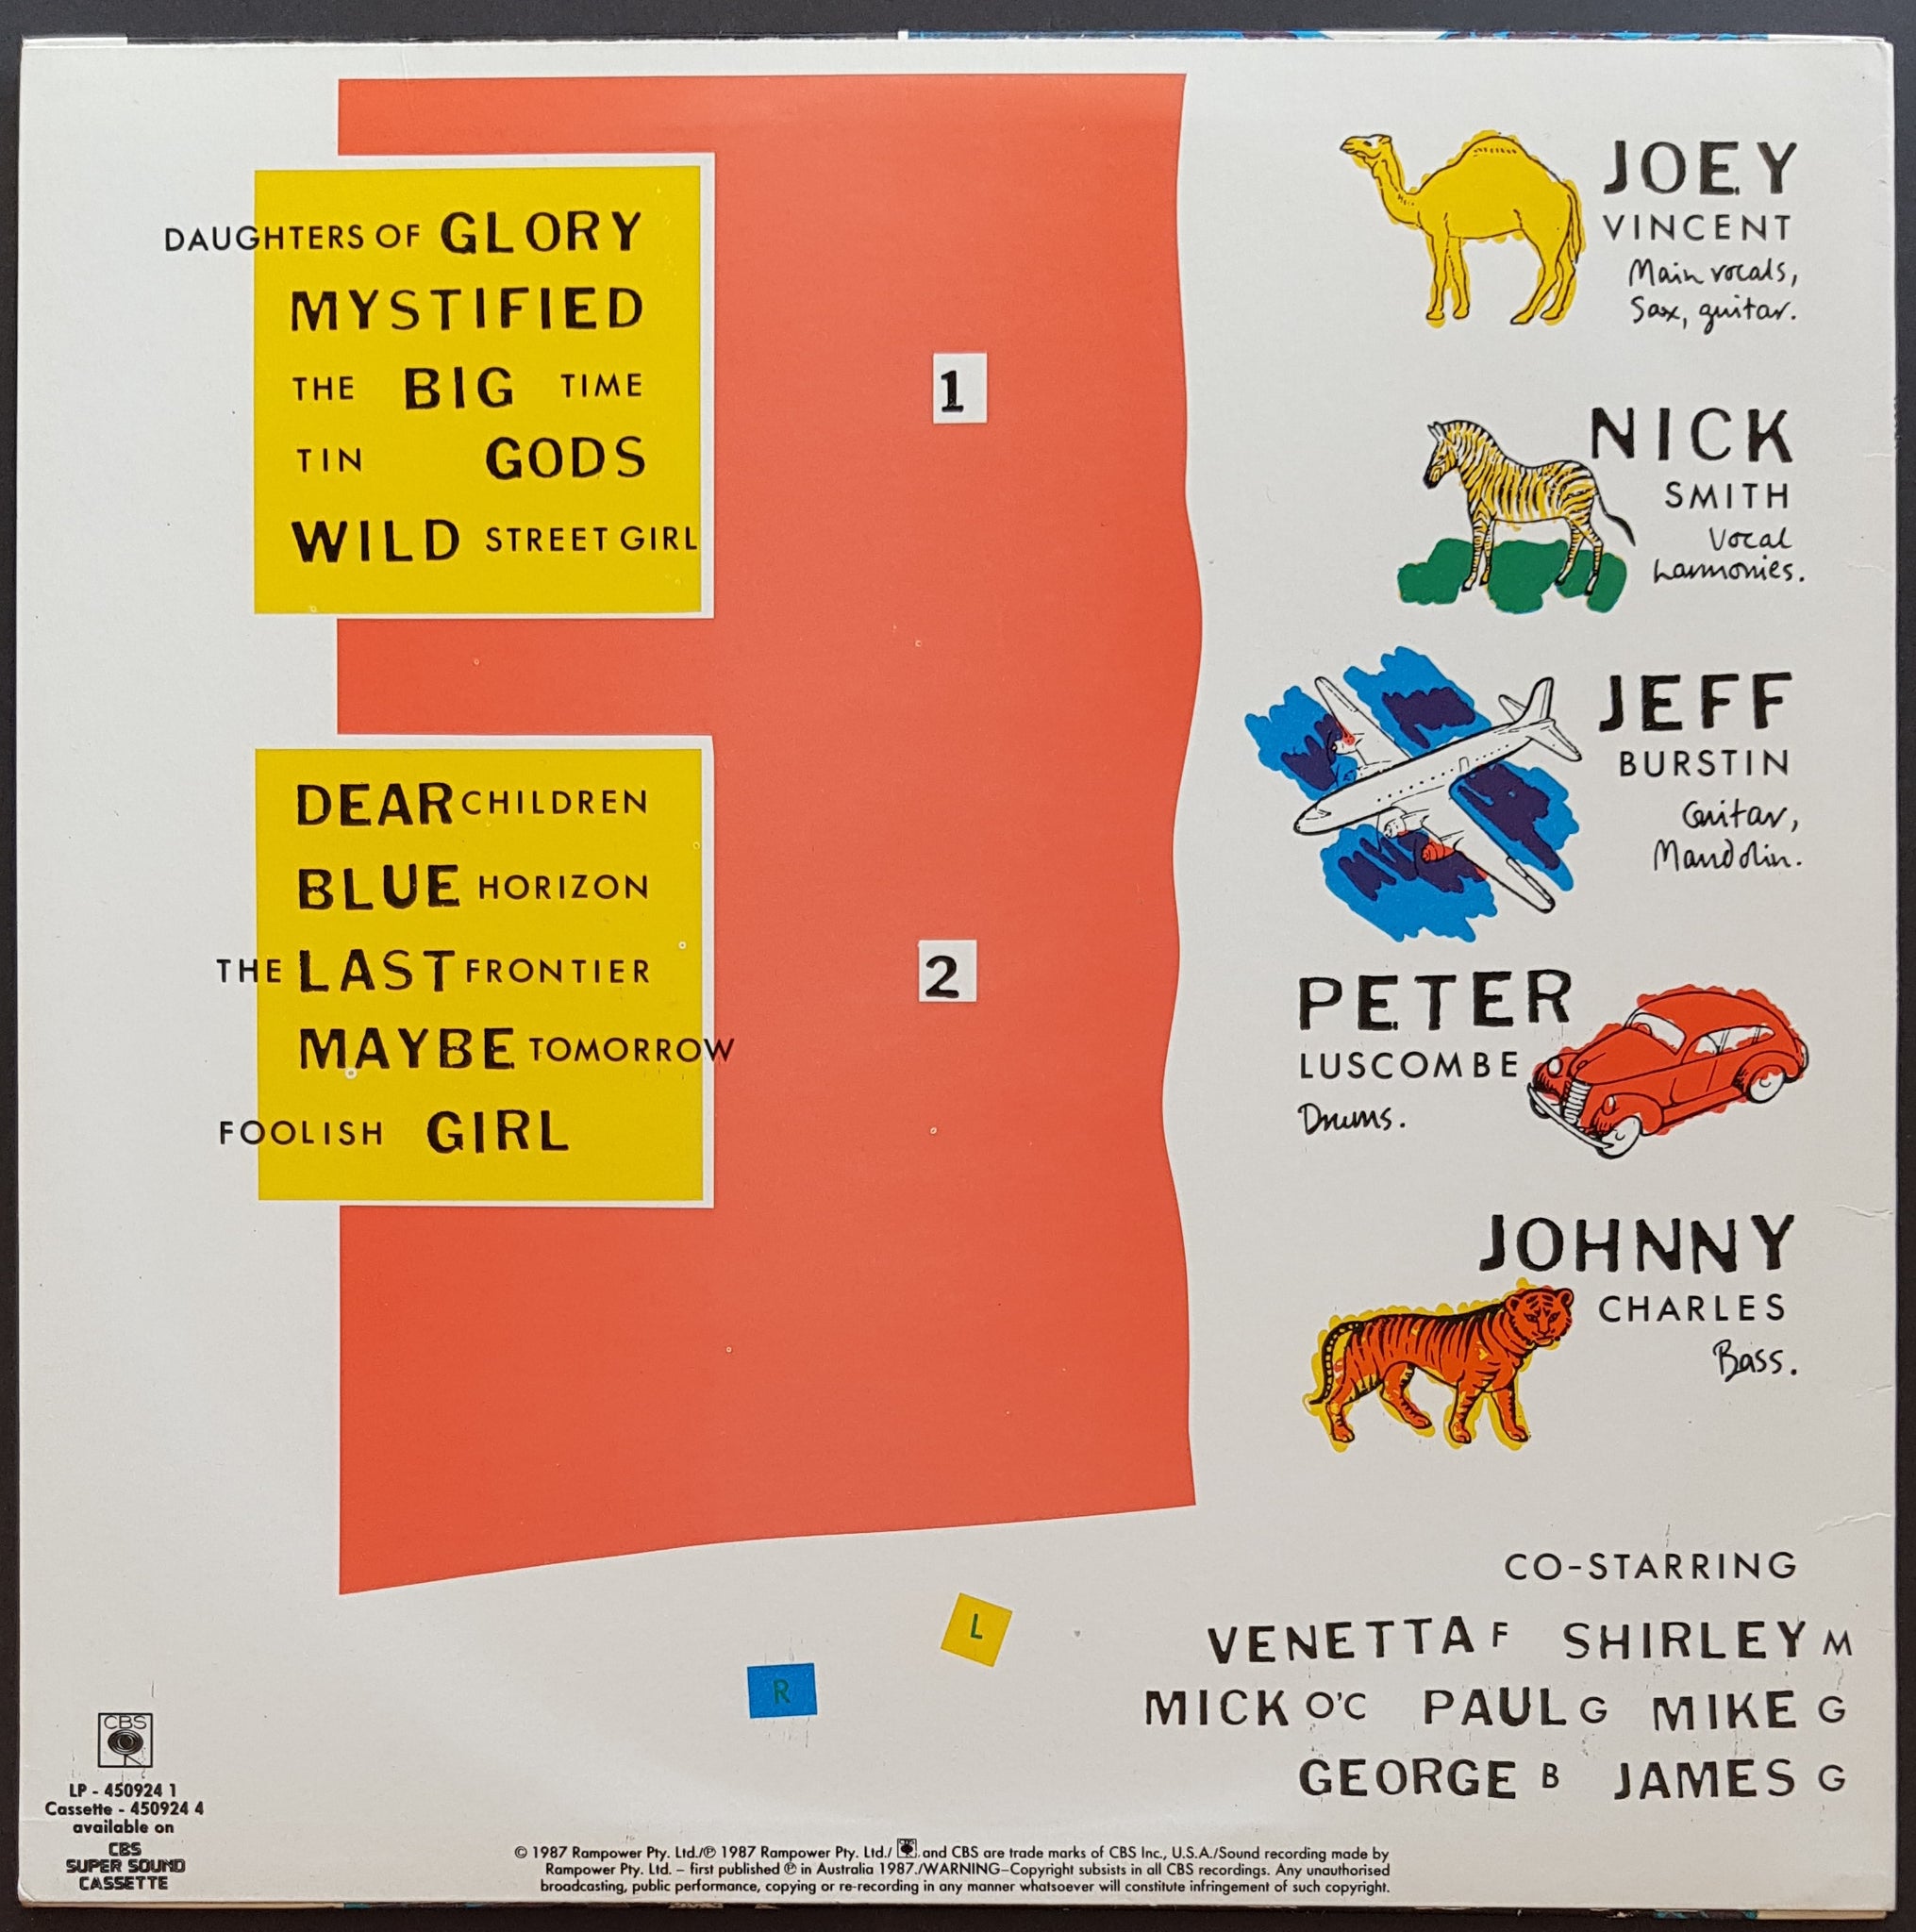 DAUGHTERS OF GLORY
MYSTIFIED
THE BIG TIME
TIN GODS
WILD STREET GIRL
1
DEAR CHILDREN
BLUE HORIZON
THE LAST FRONTIER
MAYBE TOMORROW
FOOLISH GIRL
2
JOEY
VINCENT
Main vocals,
Sax, guitar.
NICK
SMITH
Vocal
harmonies.
JEFF
BURSTIN
Guitar,
Mandolin.
PETER
LUSCOMBE
Drums.
JOHNNY
CHARLES
Bass.
CO-STARRING
VENETTA F SHIRLEY M
MICK O'C PAUL G MIKE G
GEORGE B JAMES G
L
R
CBS
LP - 450924 1
Cassette - 450924 4
available on
CBS
SUPER SOUND
CASSETTE
© 1987 Rampower Pty. Ltd./℗ 1987 Rampower Pty. Ltd./ and CBS are trade marks of CBS Inc., U.S.A./Sound recording made by
Rampower Pty. Ltd. – first published ℗ in Australia 1987./WARNING–Copyright subsists in all CBS recordings. Any unauthorised
broadcasting, public performance, copying or re-recording in any manner whatsoever will constitute infringement of such copyright.